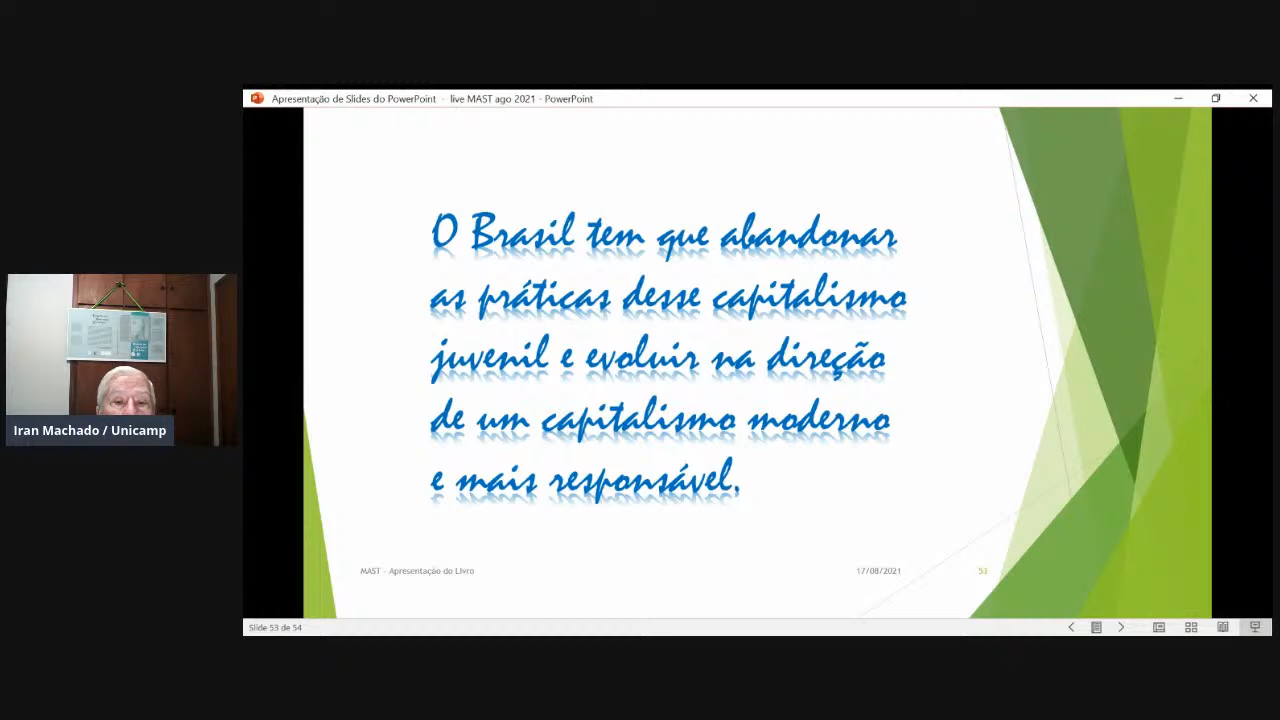 Apresentação de Slides do PowerPoint - live MAST ago 2021 - PowerPoint
O Brasil tem que abandonar
as práticas desse capitalismo
juvenil e evoluir na direção
de um capitalismo moderno
e mais responsável.
Iran Machado / Unicamp
MAST - Apresentação do Livro
17/08/2021
53
Slide 53 de 54